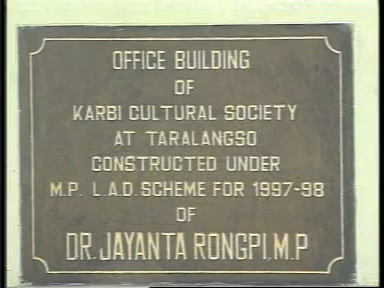 OFFICE BUILDING
OF
KARBI CULTURAL SOCIETY
AT TARALANGSO
CONSTRUCTED UNDER
M.P. L.A.D. SCHEME FOR 1997-98
OF
DR. JAYANTA RONGPI, M.P